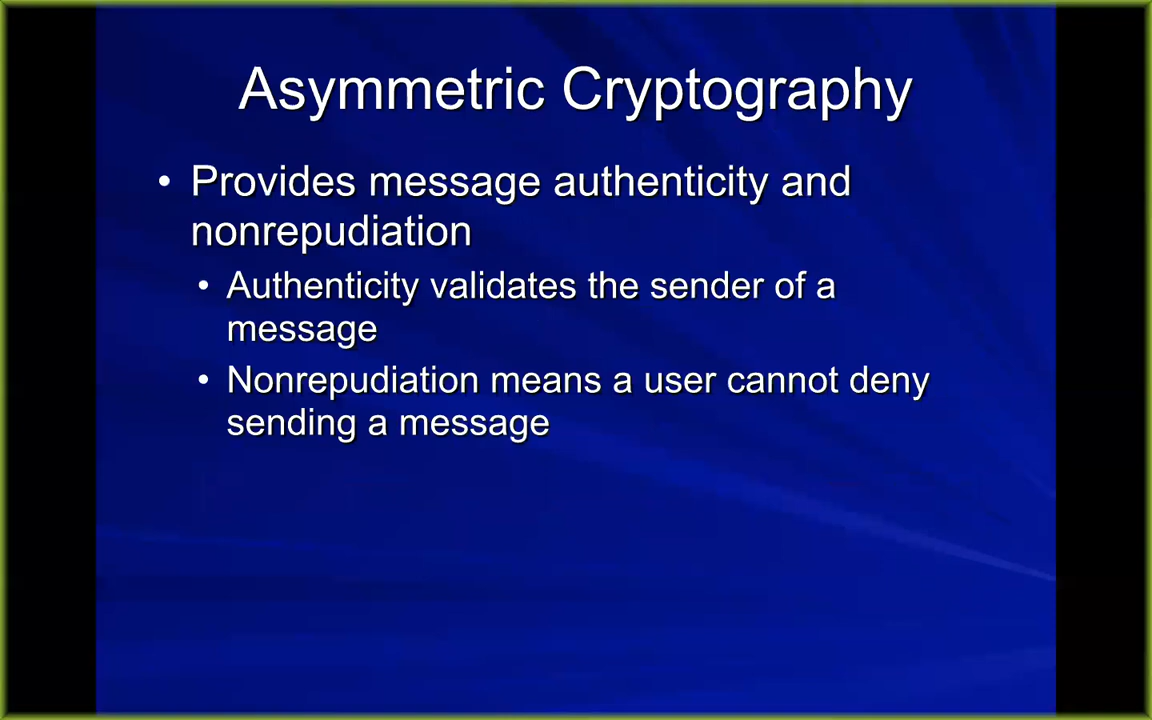 Asymmetric Cryptography
• Provides message authenticity and
nonrepudiation
• Authenticity validates the sender of a
message
• Nonrepudiation means a user cannot deny
sending a message